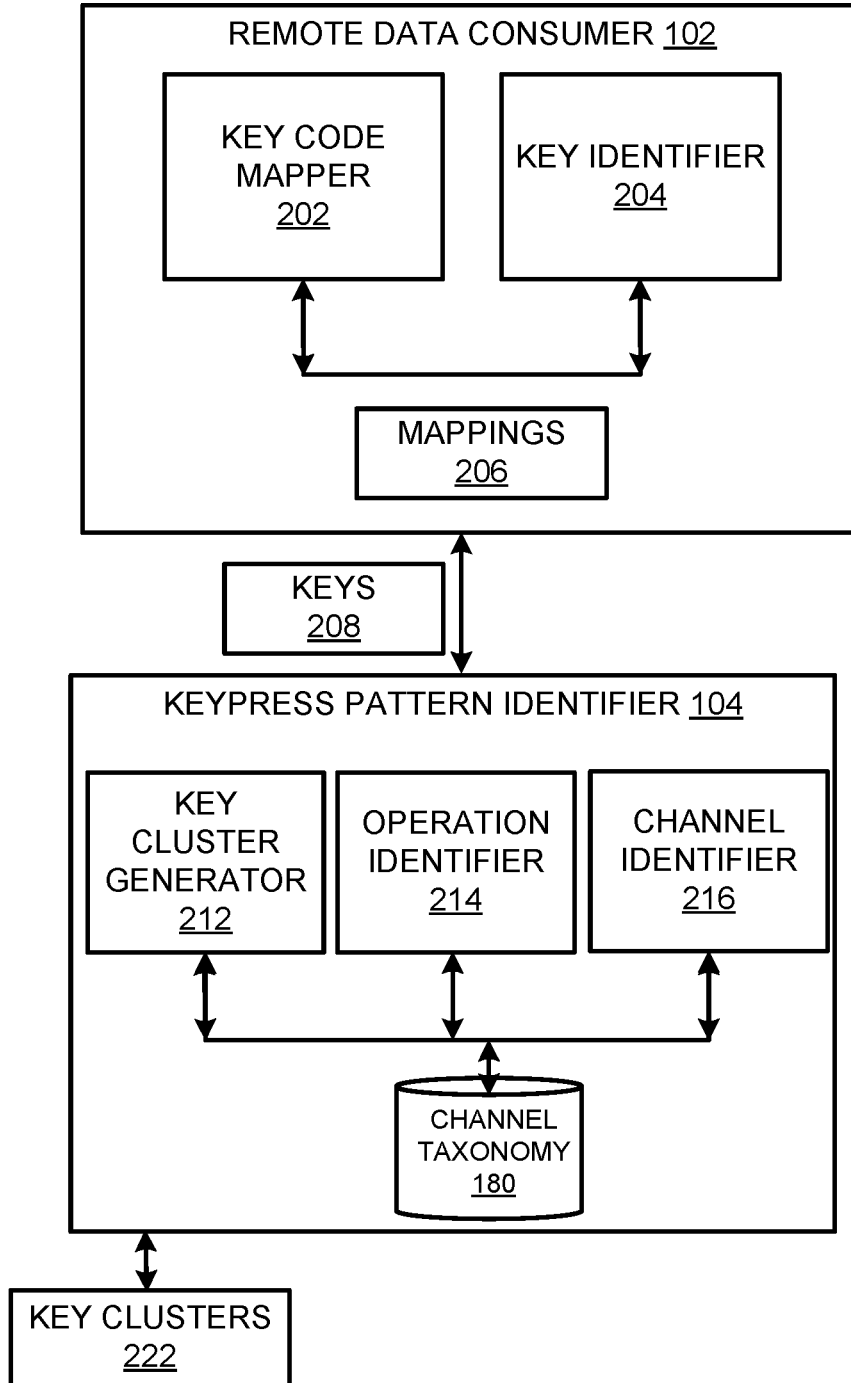 REMOTE DATA CONSUMER 102
KEY CODE
MAPPER
202
KEY IDENTIFIER
204
MAPPINGS
206
KEYS
208
KEYPRESS PATTERN IDENTIFIER 104
KEY
CLUSTER
GENERATOR
212
OPERATION
IDENTIFIER
214
CHANNEL
IDENTIFIER
216
CHANNEL
TAXONOMY
180
KEY CLUSTERS
222